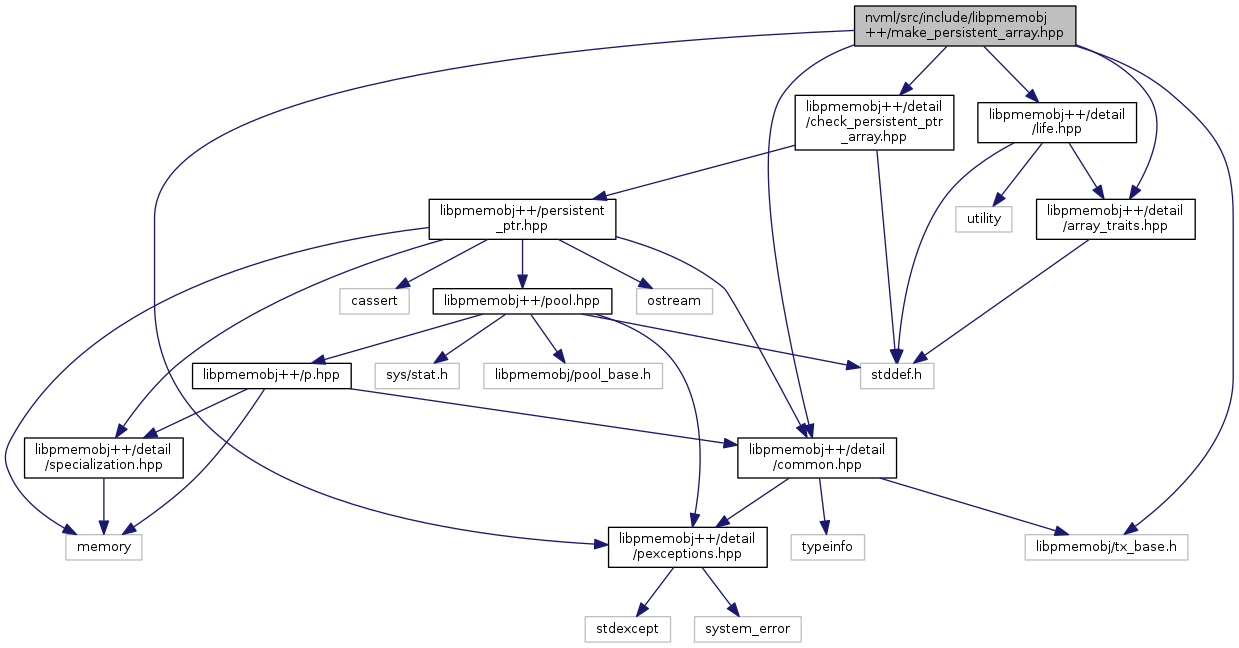 nvml/src/include/libpmemobj
++/make_persistent_array.hpp
libpmemobj++/detail
/check_persistent_ptr
_array.hpp
libpmemobj++/detail
/life.hpp
libpmemobj++/persistent
_ptr.hpp
utility
libpmemobj++/detail
/array_traits.hpp
cassert
libpmemobj++/pool.hpp
ostream
libpmemobj++/p.hpp
sys/stat.h
libpmemobj/pool_base.h
stddef.h
libpmemobj++/detail
/specialization.hpp
libpmemobj++/detail
/common.hpp
memory
libpmemobj++/detail
/pexceptions.hpp
typeinfo
libpmemobj/tx_base.h
stdexcept
system_error